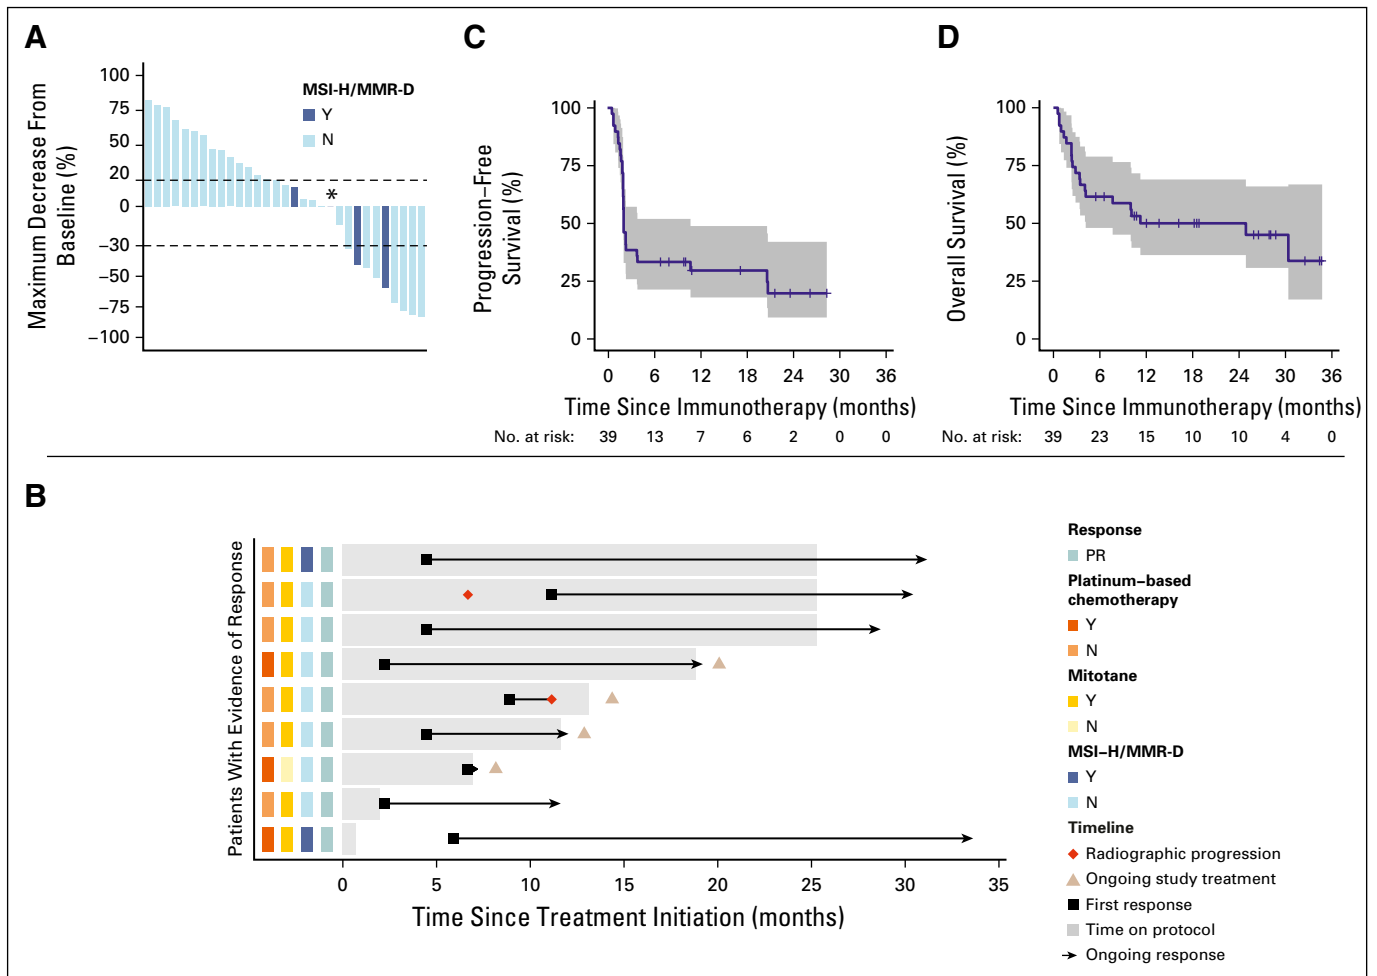 A
Maximum Decrease From
Baseline (%)
100
75
50
20
0
−30
−50
−75
−100
MSI-H/MMR-D
Y
N
*
C
Progression–Free
Survival (%)
100
75
50
25
0
0 6 12 18 24 30 36
Time Since Immunotherapy (months)
No. at risk: 39 13 7 6 2 0 0
D
Overall Survival (%)
100
75
50
25
0
0 6 12 18 24 30 36
Time Since Immunotherapy (months)
No. at risk: 39 23 15 10 10 4 0
B
Patients With Evidence of Response
0 5 10 15 20 25 30 35
Time Since Treatment Initiation (months)
Response
PR
Platinum–based
chemotherapy
Y
N
Mitotane
Y
N
MSI–H/MMR-D
Y
N
Timeline
Radiographic progression
Ongoing study treatment
First response
Time on protocol
Ongoing response